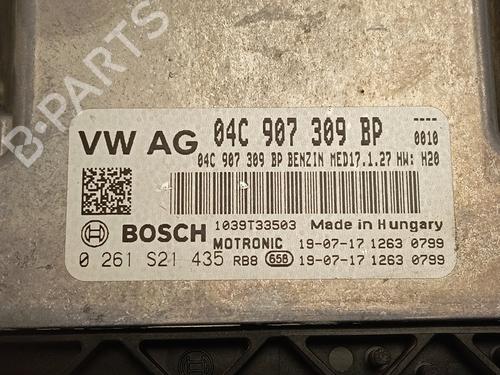 B-PARTS
VW AG 04C 907 309 BP
0010
04C 907 309 BP BENZIN MED17.1.27 HW: H20
1039T33503 Made in Hungary
BOSCH MOTRONIC 19-07-17 1263 0799
0 261 S21 435 RB8 658 19-07-17 1263 0799